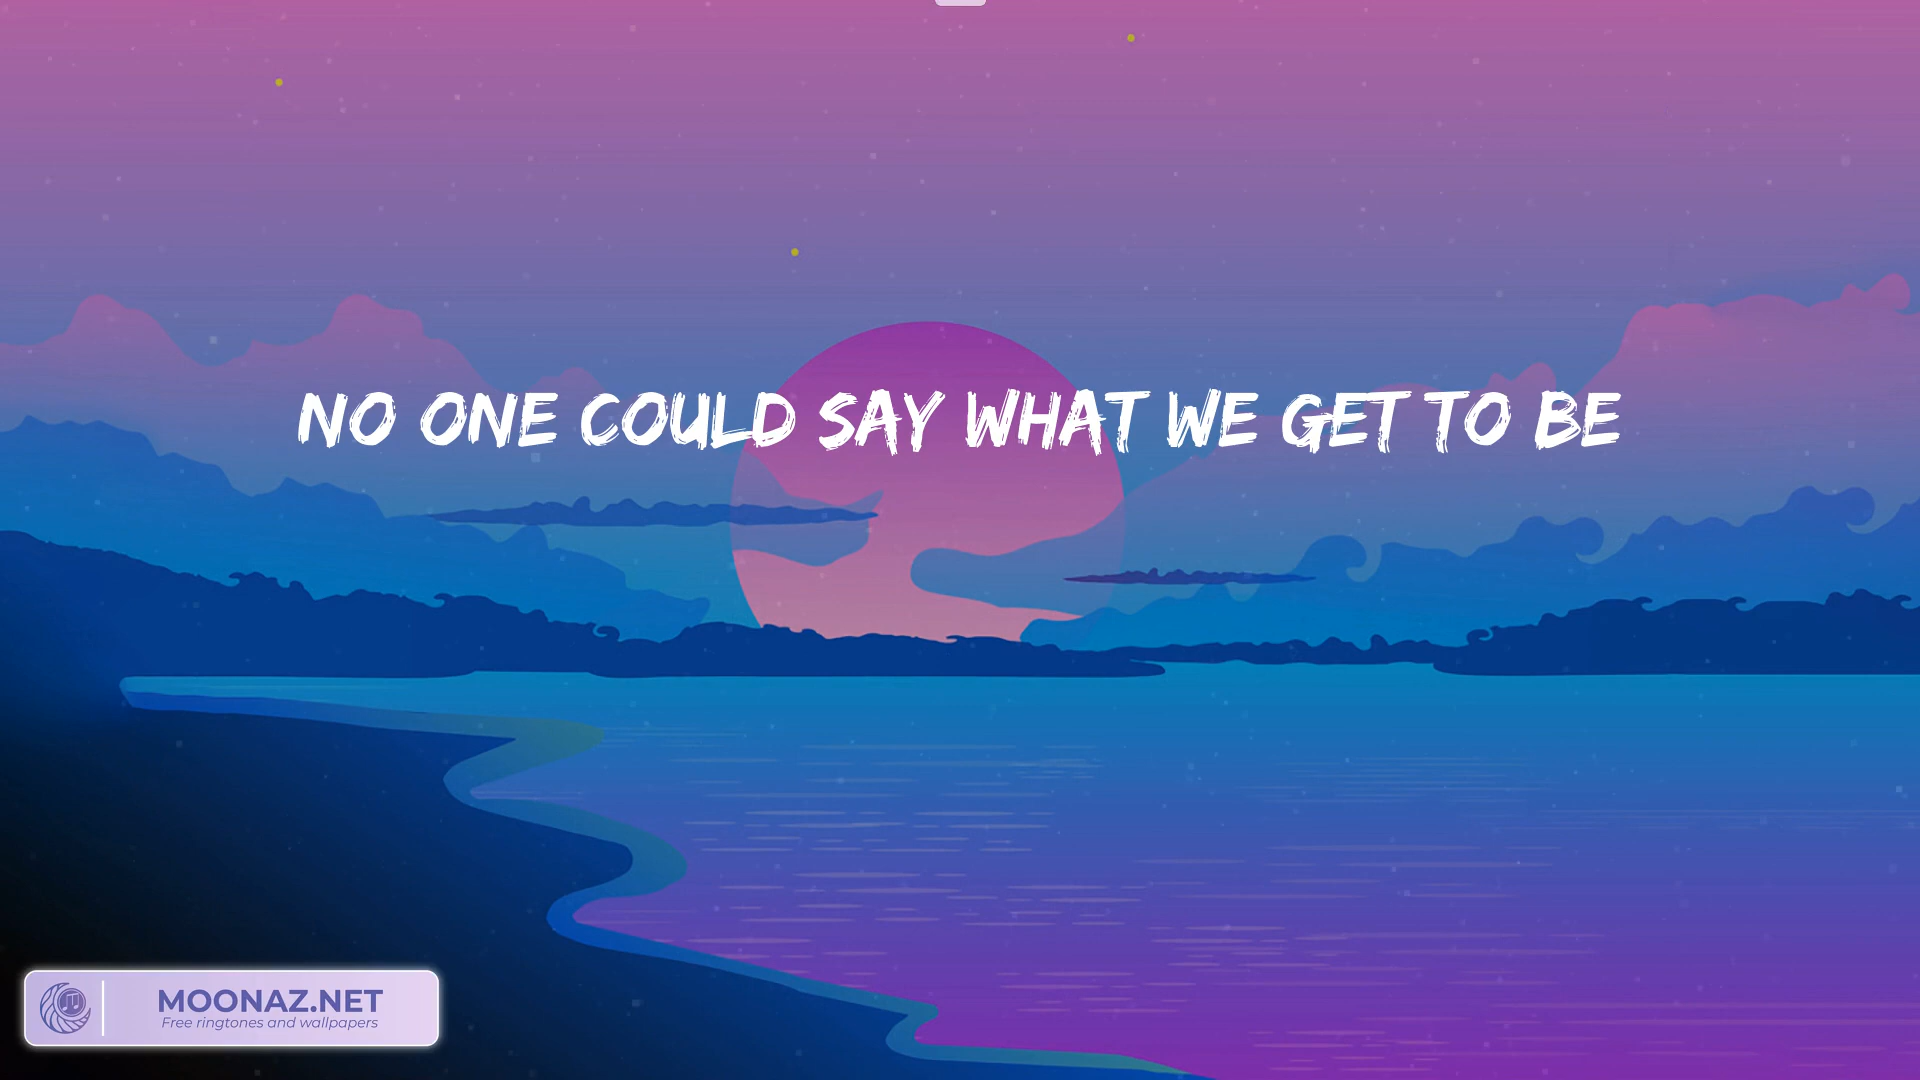 NO ONE COULD SAY WHAT WE GET TO BE
MOONAZ.NET
Free ringtones and wallpapers